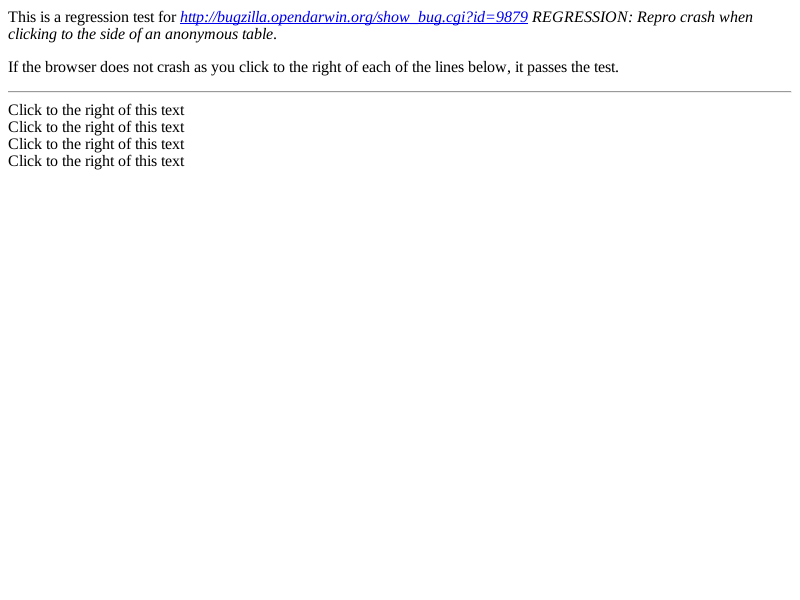 This is a regression test for http://bugzilla.opendarwin.org/show_bug.cgi?id=9879 REGRESSION: Repro crash when
clicking to the side of an anonymous table.
If the browser does not crash as you click to the right of each of the lines below, it passes the test.
Click to the right of this text
Click to the right of this text
Click to the right of this text
Click to the right of this text